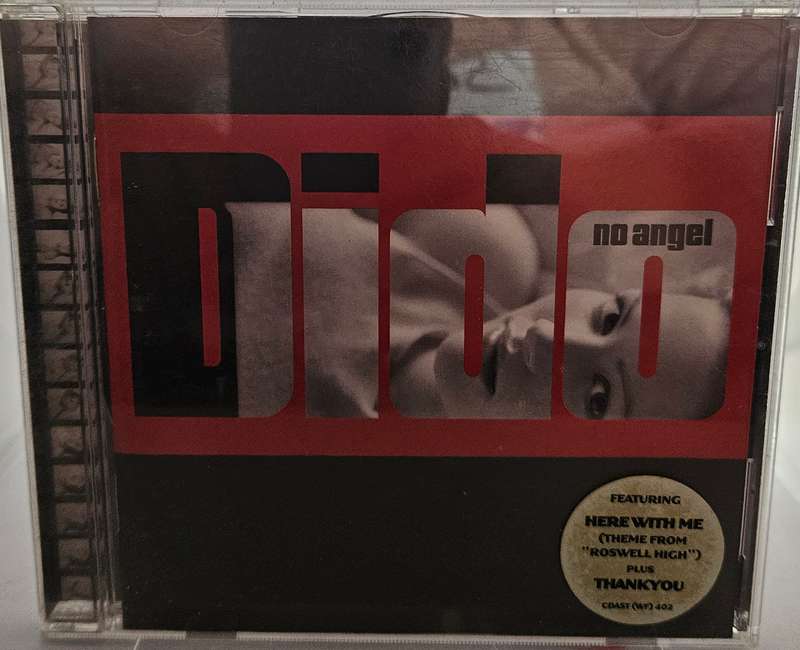 Dido
no angel
FEATURING
HERE WITH ME
(THEME FROM
"ROSWELL HIGH")
PLUS
THANKYOU
CDAST (WF) 402